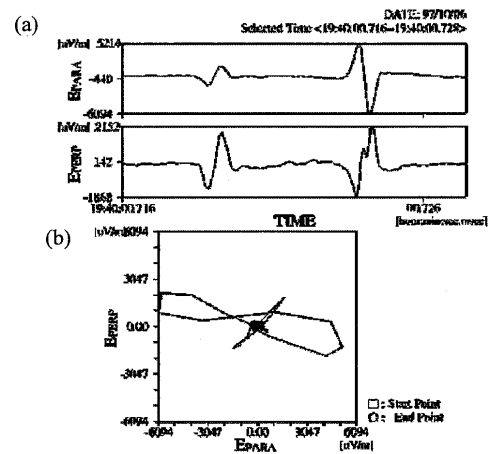 (a)
DATE: 97/10/06
Selected Time <19:40:00.716-19:40:00.728>
[uV/m] 5214
EPARA
-440
-6094
[uV/m] 2152
EPERP
142
-1868
19:40:00.716
00.726
TIME
(b)
[uV/m] 6094
EPERP
3047
0.00
-3047
-6094
-6094 -3047 0.00 3047 6094
EPARA
[uV/m]
□: Start Point
○: End Point